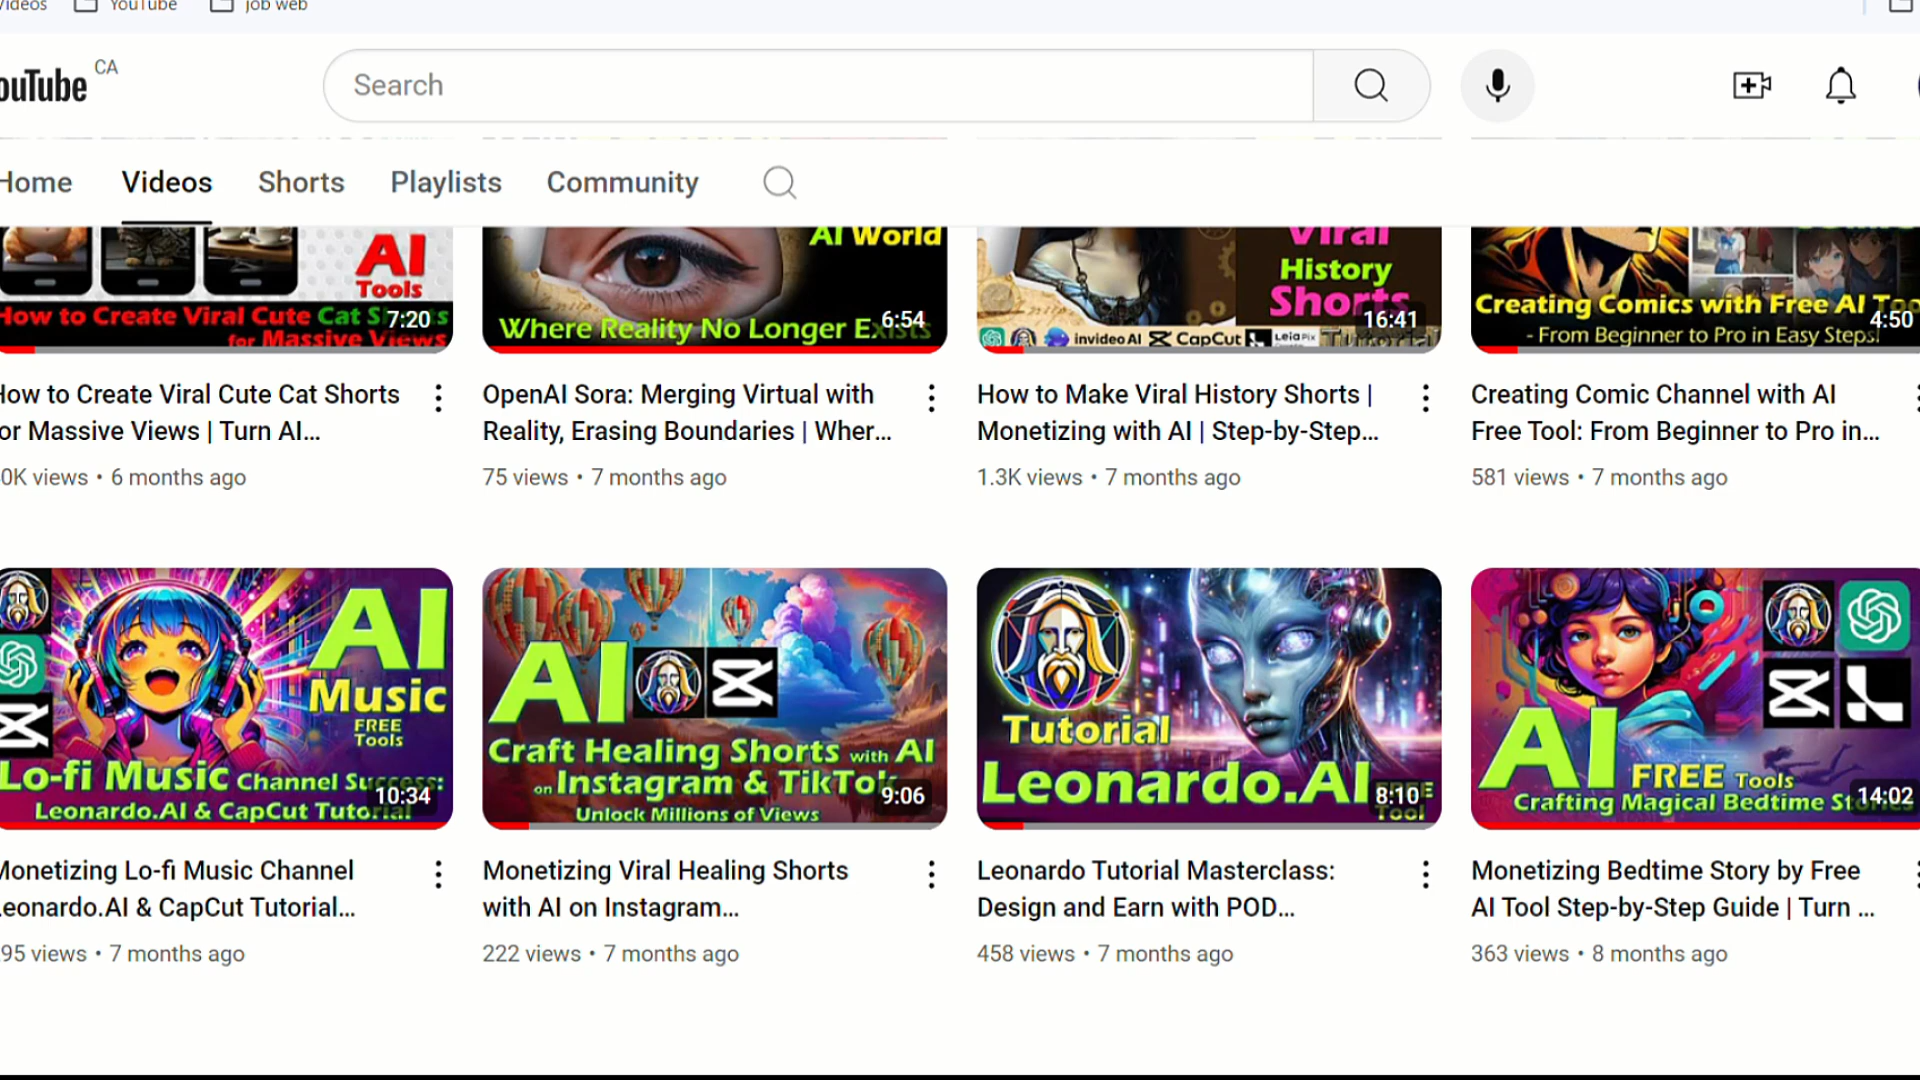 YouTube
job web
CA
Search
Home
Videos
Shorts
Playlists
Community
AI
Tools
How to Create Viral Cute Cat
for Massive Views
7:20
AI World
Where Reality No Longer Exists
6:54
Viral
History
Shorts
16:41
invideo AI
CapCut
LeiaPix
Tutorial
Creating Comics with Free AI
- From Beginner to Pro in Easy Steps!
4:50
How to Create Viral Cute Cat Shorts
or Massive Views | Turn AI...
OpenAI Sora: Merging Virtual with
Reality, Erasing Boundaries | Wher...
How to Make Viral History Shorts |
Monetizing with AI | Step-by-Step...
Creating Comic Channel with AI
Free Tool: From Beginner to Pro in...
0K views • 6 months ago
75 views • 7 months ago
1.3K views • 7 months ago
581 views • 7 months ago
AI
Music
FREE
Tools
Lo-fi Music Channel Success:
Leonardo.AI & CapCut Tutorial
10:34
AI
Craft Healing Shorts with AI
on Instagram & TikTok
Unlock Millions of Views
9:06
Tutorial
Leonardo.AI
Tool
8:10
AI
FREE Tools
Crafting Magical Bedtime Stories
14:02
Monetizing Lo-fi Music Channel
Leonardo.AI & CapCut Tutorial...
Monetizing Viral Healing Shorts
with AI on Instagram...
Leonardo Tutorial Masterclass:
Design and Earn with POD...
Monetizing Bedtime Story by Free
AI Tool Step-by-Step Guide | Turn ...
95 views • 7 months ago
222 views • 7 months ago
458 views • 7 months ago
363 views • 8 months ago